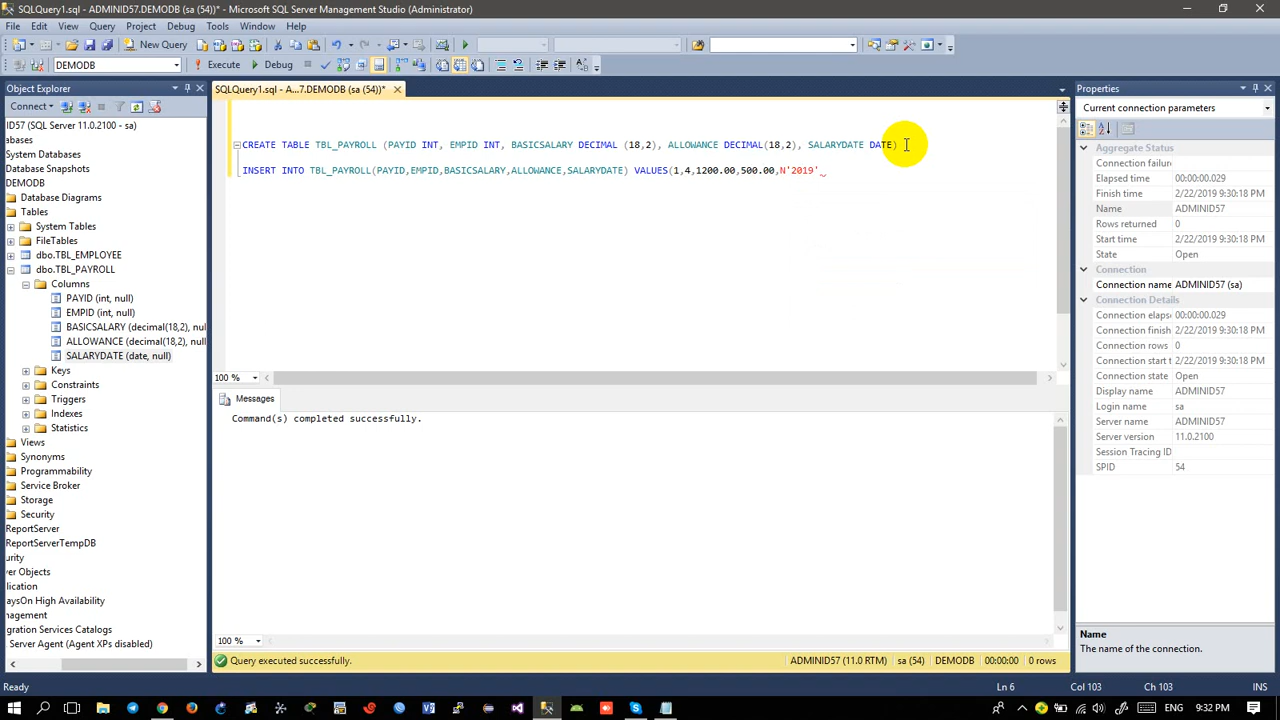 SQLQuery1.sql - ADMINID57.DEMODB (sa (54))* - Microsoft SQL Server Management Studio (Administrator)
File Edit View Query Project Debug Tools Window Help
New Query
DEMODB Execute Debug
Object Explorer
Connect
ID57 (SQL Server 11.0.2100 - sa)
abases
System Databases
Database Snapshots
DEMODB
Database Diagrams
Tables
System Tables
FileTables
dbo.TBL_EMPLOYEE
dbo.TBL_PAYROLL
Columns
PAYID (int, null)
EMPID (int, null)
BASICSALARY (decimal(18,2), nul
ALLOWANCE (decimal(18,2), null
SALARYDATE (date, null)
Keys
Constraints
Triggers
Indexes
Statistics
Views
Synonyms
Programmability
Service Broker
Storage
Security
ReportServer
ReportServerTempDB
urity
er Objects
lication
aysOn High Availability
nagement
gration Services Catalogs
Server Agent (Agent XPs disabled)
SQLQuery1.sql - A...7.DEMODB (sa (54))*
CREATE TABLE TBL_PAYROLL (PAYID INT, EMPID INT, BASICSALARY DECIMAL (18,2), ALLOWANCE DECIMAL(18,2), SALARYDATE DATE)
INSERT INTO TBL_PAYROLL(PAYID,EMPID,BASICSALARY,ALLOWANCE,SALARYDATE) VALUES(1,4,1200.00,500.00,N'2019'
100 %
Messages
Command(s) completed successfully.
100 %
Query executed successfully. ADMINID57 (11.0 RTM) sa (54) DEMODB 00:00:00 0 rows
Properties
Current connection parameters
Aggregate Status
Connection failure
Elapsed time 00:00:00.029
Finish time 2/22/2019 9:30:18 PM
Name ADMINID57
Rows returned 0
Start time 2/22/2019 9:30:18 PM
State Open
Connection
Connection name ADMINID57 (sa)
Connection Details
Connection elaps 00:00:00.029
Connection finish 2/22/2019 9:30:18 PM
Connection rows 0
Connection start t 2/22/2019 9:30:18 PM
Connection state Open
Display name ADMINID57
Login name sa
Server name ADMINID57
Server version 11.0.2100
Session Tracing ID
SPID 54
Name
The name of the connection.
Ready Ln 6 Col 103 Ch 103 INS
ENG 9:32 PM